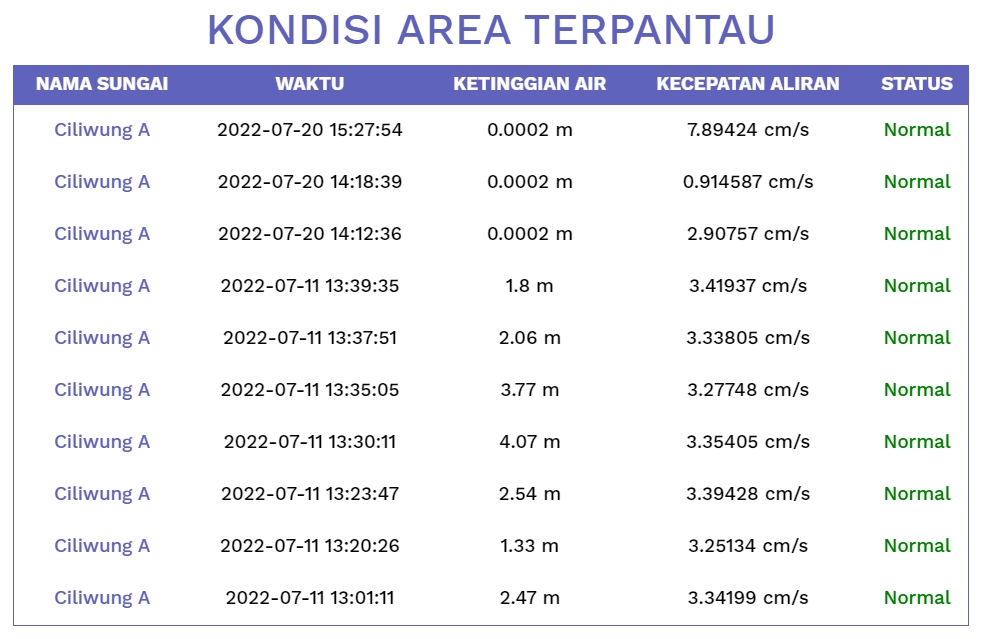 KONDISI AREA TERPANTAU
NAMA SUNGAI WAKTU KETINGGIAN AIR KECEPATAN ALIRAN STATUS
Ciliwung A 2022-07-20 15:27:54 0.0002 m 7.89424 cm/s Normal
Ciliwung A 2022-07-20 14:18:39 0.0002 m 0.914587 cm/s Normal
Ciliwung A 2022-07-20 14:12:36 0.0002 m 2.90757 cm/s Normal
Ciliwung A 2022-07-11 13:39:35 1.8 m 3.41937 cm/s Normal
Ciliwung A 2022-07-11 13:37:51 2.06 m 3.33805 cm/s Normal
Ciliwung A 2022-07-11 13:35:05 3.77 m 3.27748 cm/s Normal
Ciliwung A 2022-07-11 13:30:11 4.07 m 3.35405 cm/s Normal
Ciliwung A 2022-07-11 13:23:47 2.54 m 3.39428 cm/s Normal
Ciliwung A 2022-07-11 13:20:26 1.33 m 3.25134 cm/s Normal
Ciliwung A 2022-07-11 13:01:11 2.47 m 3.34199 cm/s Normal